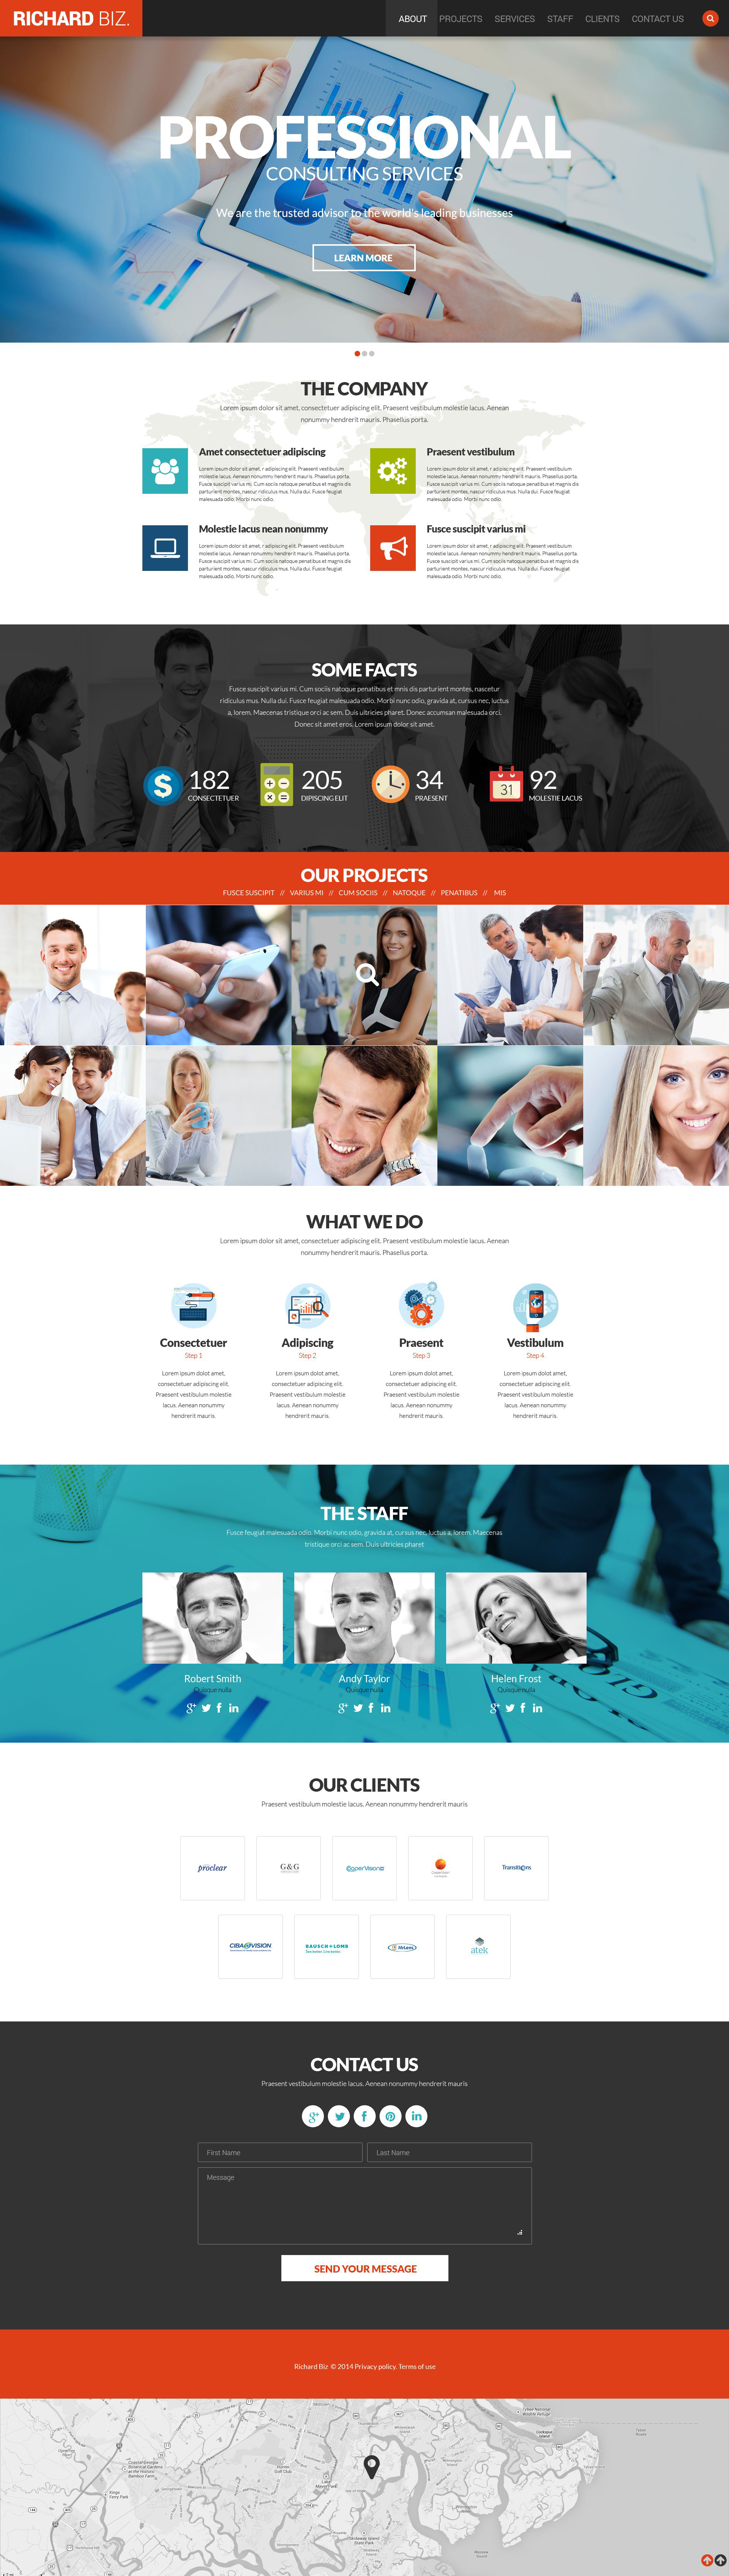 RICHARD BIZ.
ABOUT PROJECTS SERVICES STAFF CLIENTS CONTACT US
PROFESSIONAL
CONSULTING SERVICES
We are the trusted advisor to the world's leading businesses
LEARN MORE
THE COMPANY
Lorem ipsum dolor sit amet, consectetuer adipiscing elit. Praesent vestibulum molestie lacus. Aenean
nonummy hendrerit mauris. Phasellus porta.
Amet consectetuer adipiscing
Lorem ipsum dolor sit amet, r adipiscing elit. Praesent vestibulum
molestie lacus. Aenean nonummy hendrerit mauris. Phasellus porta.
Fusce suscipit varius mi. Cum sociis natoque penatibus et magnis dis
parturient montes, nascetur ridiculus mus. Nulla dui. Fusce feugiat
malesuada odio. Morbi nunc odio.
Praesent vestibulum
Lorem ipsum dolor sit amet, r adipiscing elit. Praesent vestibulum
molestie lacus. Aenean nonummy hendrerit mauris. Phasellus porta.
Fusce suscipit varius mi. Cum sociis natoque penatibus et magnis dis
parturient montes, nascur ridiculus mus. Nulla dui. Fusce feugiat
malesuada odio. Morbi nunc odio.
Molestie lacus nean nonummy
Lorem ipsum dolor sit amet, r adipiscing elit. Praesent vestibulum
molestie lacus. Aenean nonummy hendrerit mauris. Phasellus porta.
Fusce suscipit varius mi. Cum sociis natoque penatibus et magnis dis
parturient montes, nascur ridiculus mus. Nulla dui. Fusce feugiat
malesuada odio. Morbi nunc odio.
Fusce suscipit varius mi
Lorem ipsum dolor sit amet, r adipiscing elit. Praesent vestibulum
molestie lacus. Aenean nonummy hendrerit mauris. Phasellus porta.
Fusce suscipit varius mi. Cum sociis natoque penatibus et magnis dis
parturient montes, nascur ridiculus mus. Nulla dui. Fusce feugiat
malesuada odio. Morbi nunc odio.
SOME FACTS
Fusce suscipit varius mi. Cum sociis natoque penatibus et mnis dis parturient montes, nascetur
ridiculus mus. Nulla dui. Fusce feugiat malesuada odio. Morbi nunc odio, gravida at, cursus nec, luctus
a, lorem. Maecenas tristique orci ac sem. Duis ultricies pharet. Donec accumsan malesuada orci.
Donec sit amet eros. Lorem ipsum dolor sit amet.
182 205 34 31 92
CONSECTETUER DIPISCING ELIT PRAESENT MOLESTIE LACUS
OUR PROJECTS
FUSCE SUSCIPIT // VARIUS MI // CUM SOCIIS // NATOQUE // PENATIBUS // MIS
WHAT WE DO
Lorem ipsum dolor sit amet, consectetuer adipiscing elit. Praesent vestibulum molestie lacus. Aenean
nonummy hendrerit mauris. Phasellus porta.
Consectetuer
Step 1
Lorem ipsum dolot amet,
consectetuer adipiscing elit.
Praesent vestibulum molestie
lacus. Aenean nonummy
hendrerit mauris.
Adipiscing
Step 2
Lorem ipsum dolot amet,
consectetuer adipiscing elit.
Praesent vestibulum molestie
lacus. Aenean nonummy
hendrerit mauris.
Praesent
Step 3
Lorem ipsum dolot amet,
consectetuer adipiscing elit.
Praesent vestibulum molestie
lacus. Aenean nonummy
hendrerit mauris.
Vestibulum
Step 4
Lorem ipsum dolot amet,
consectetuer adipiscing elit.
Praesent vestibulum molestie
lacus. Aenean nonummy
hendrerit mauris.
THE STAFF
Fusce feugiat malesuada odio. Morbi nunc odio, gravida at, cursus nec, luctus a, lorem. Maecenas
tristique orci ac sem. Duis ultricies pharet
Robert Smith Andy Taylor Helen Frost
Quisque nulla Quisque nulla Quisque nulla
OUR CLIENTS
Praesent vestibulum molestie lacus. Aenean nonummy hendrerit mauris
proclear
G&G
CooperVision
Transitions
CIBA VISION
BAUSCH + LOMB
See better. Live better.
MrLens
atek
CONTACT US
Praesent vestibulum molestie lacus. Aenean nonummy hendrerit mauris
First Name Last Name
Message
SEND YOUR MESSAGE
Richard Biz © 2014 Privacy policy. Terms of use